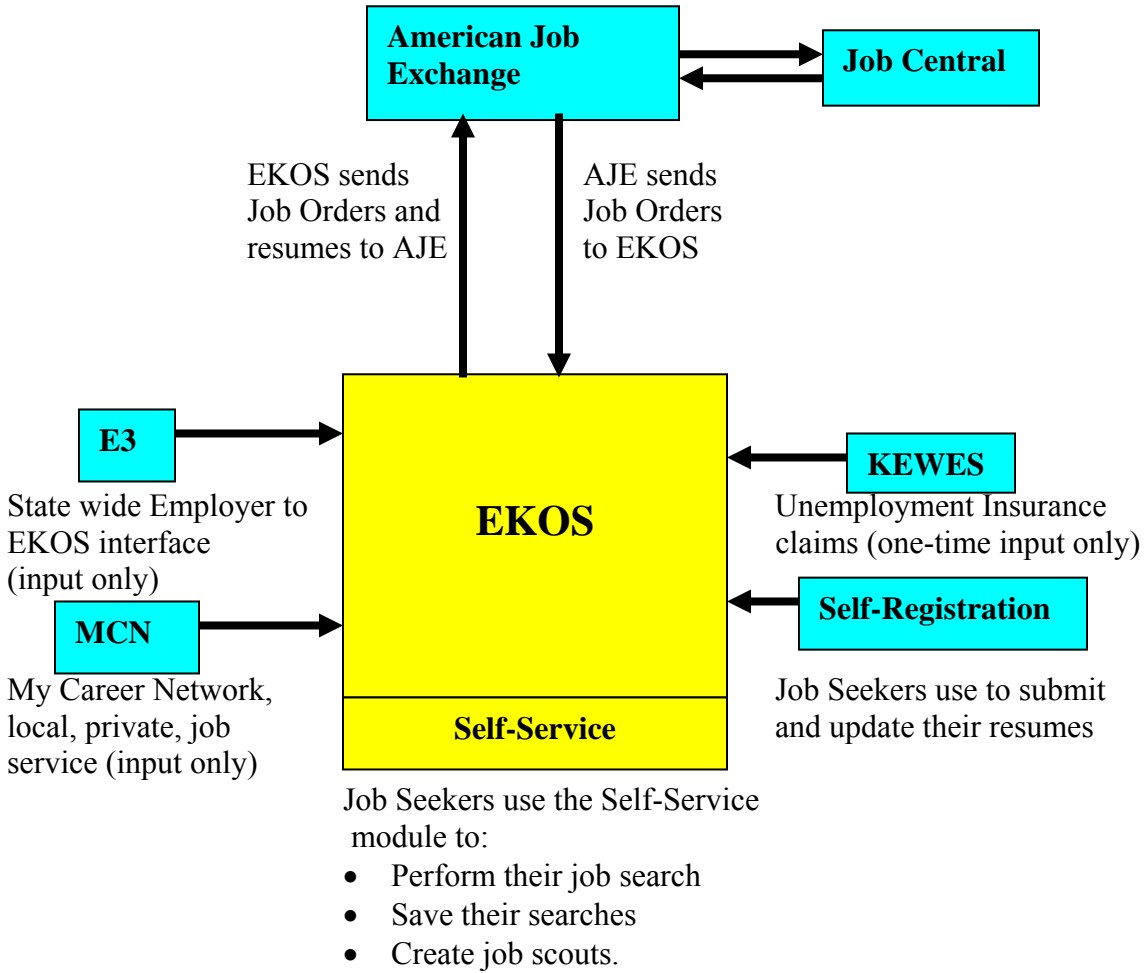 American Job
Exchange
Job Central
EKOS sends
Job Orders and
resumes to AJE
AJE sends
Job Orders
to EKOS
E3
State wide Employer to
EKOS interface
(input only)
MCN
My Career Network,
local, private, job
service (input only)
EKOS
Self-Service
KEWES
Unemployment Insurance
claims (one-time input only)
Self-Registration
Job Seekers use to submit
and update their resumes
Job Seekers use the Self-Service
module to:
• Perform their job search
• Save their searches
• Create job scouts.